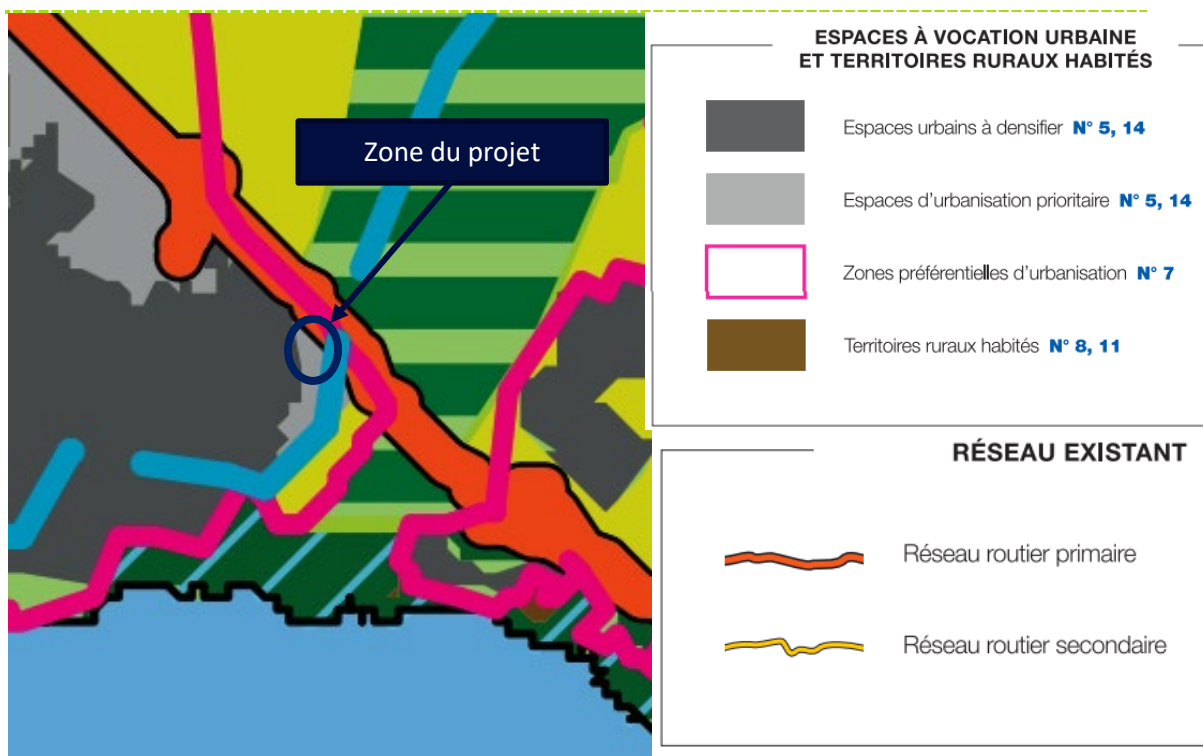 Zone du projet
ESPACES À VOCATION URBAINE
ET TERRITOIRES RURAUX HABITÉS
Espaces urbains à densifier N° 5, 14
Espaces d'urbanisation prioritaire N° 5, 14
Zones préférentielles d'urbanisation N° 7
Territoires ruraux habités N° 8, 11
RÉSEAU EXISTANT
Réseau routier primaire
Réseau routier secondaire